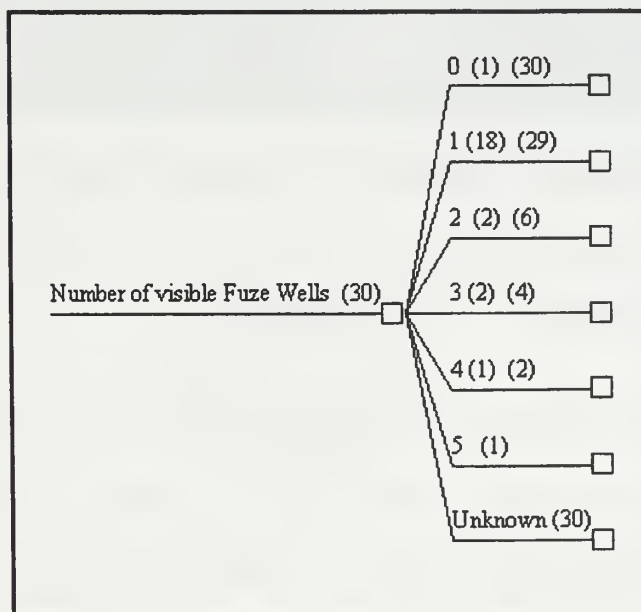 0 (1) (30)
1 (18) (29)
2 (2) (6)
Number of visible Fuze Wells (30)
3 (2) (4)
4 (1) (2)
5 (1)
Unknown (30)